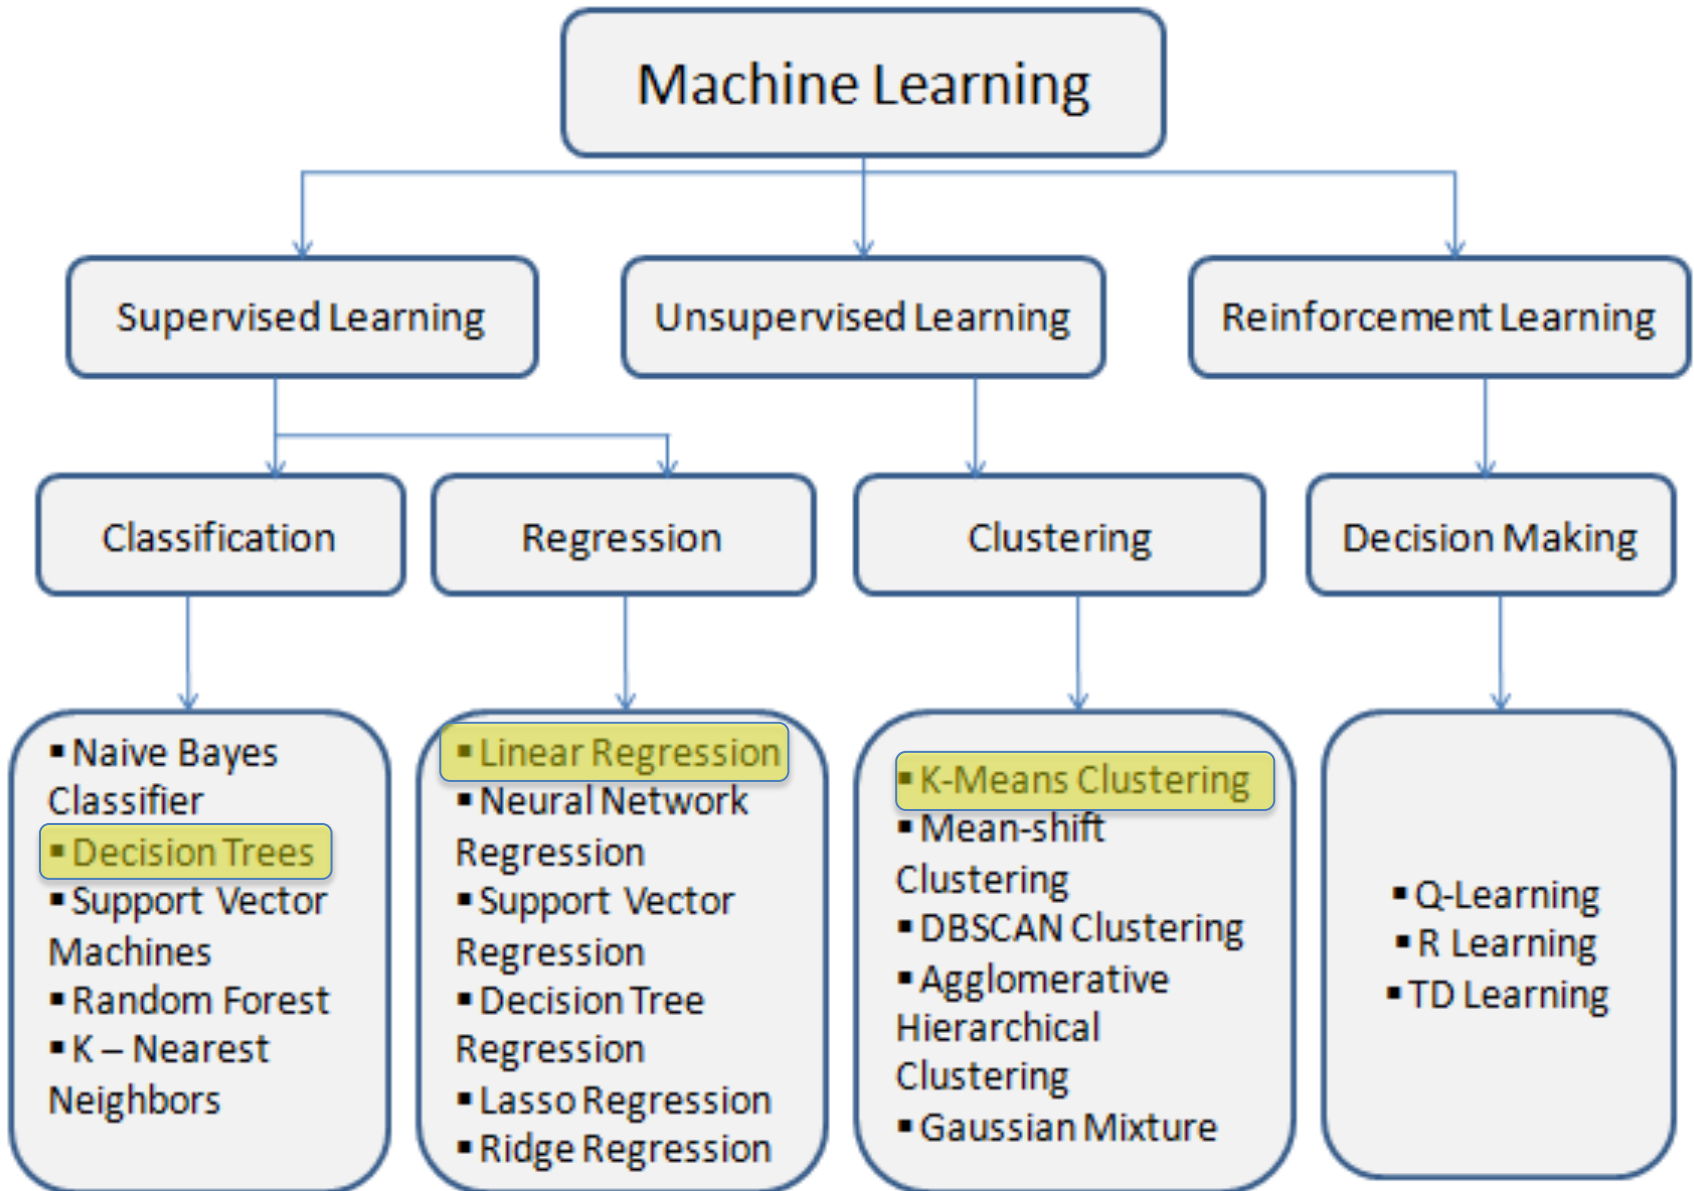 Machine Learning
Supervised Learning
Unsupervised Learning
Reinforcement Learning
Classification
Regression
Clustering
Decision Making
▪ Naive Bayes
Classifier
▪ Decision Trees
▪ Support Vector
Machines
▪ Random Forest
▪ K – Nearest
Neighbors
▪ Linear Regression
▪ Neural Network
Regression
▪ Support Vector
Regression
▪ Decision Tree
Regression
▪ Lasso Regression
▪ Ridge Regression
▪ K-Means Clustering
▪ Mean-shift
Clustering
▪ DBSCAN Clustering
▪ Agglomerative
Hierarchical
Clustering
▪ Gaussian Mixture
▪ Q-Learning
▪ R Learning
▪ TD Learning